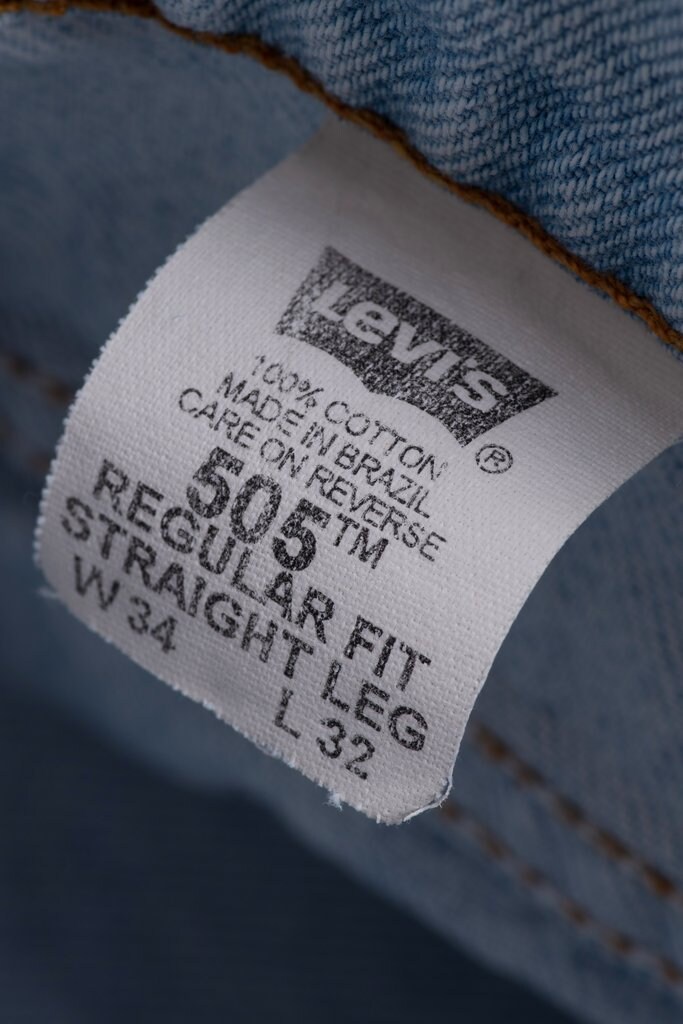 Levi's
®
100% COTTON
MADE IN BRAZIL
CARE ON REVERSE
505™
REGULAR FIT
STRAIGHT LEG
W 34 L 32